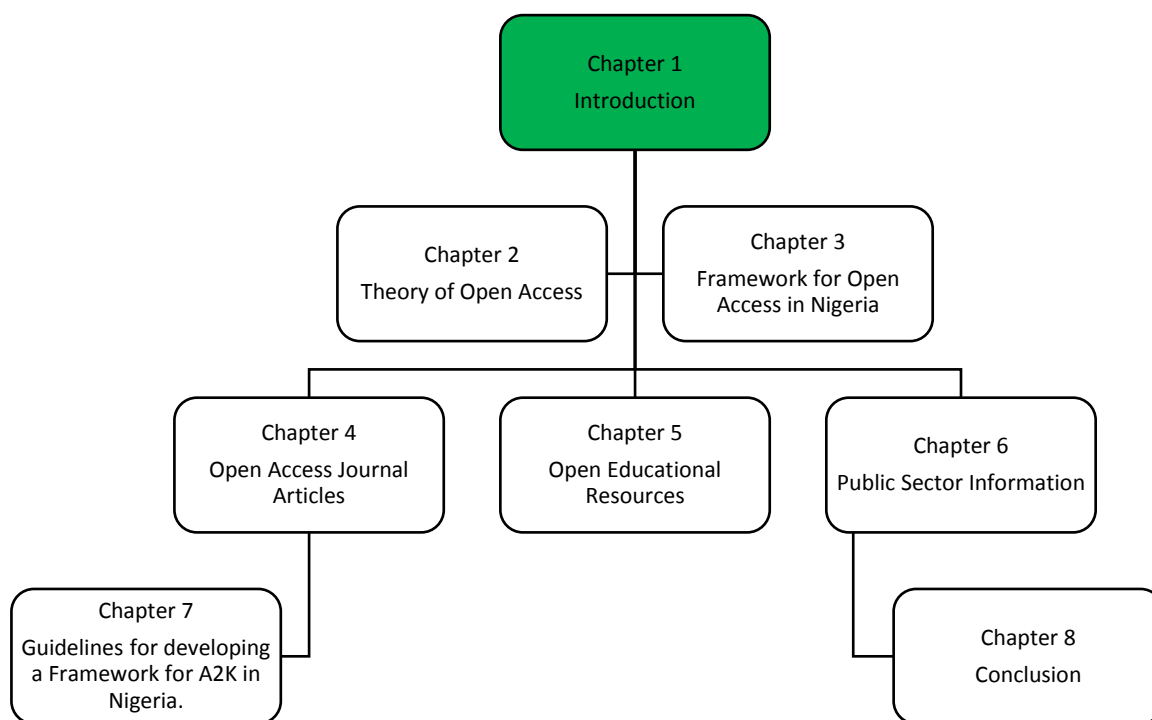 Chapter 1
Introduction
Chapter 2
Theory of Open Access
Chapter 3
Framework for Open
Access in Nigeria
Chapter 4
Open Access Journal
Articles
Chapter 5
Open Educational
Resources
Chapter 6
Public Sector Information
Chapter 7
Guidelines for developing
a Framework for A2K in
Nigeria.
Chapter 8
Conclusion